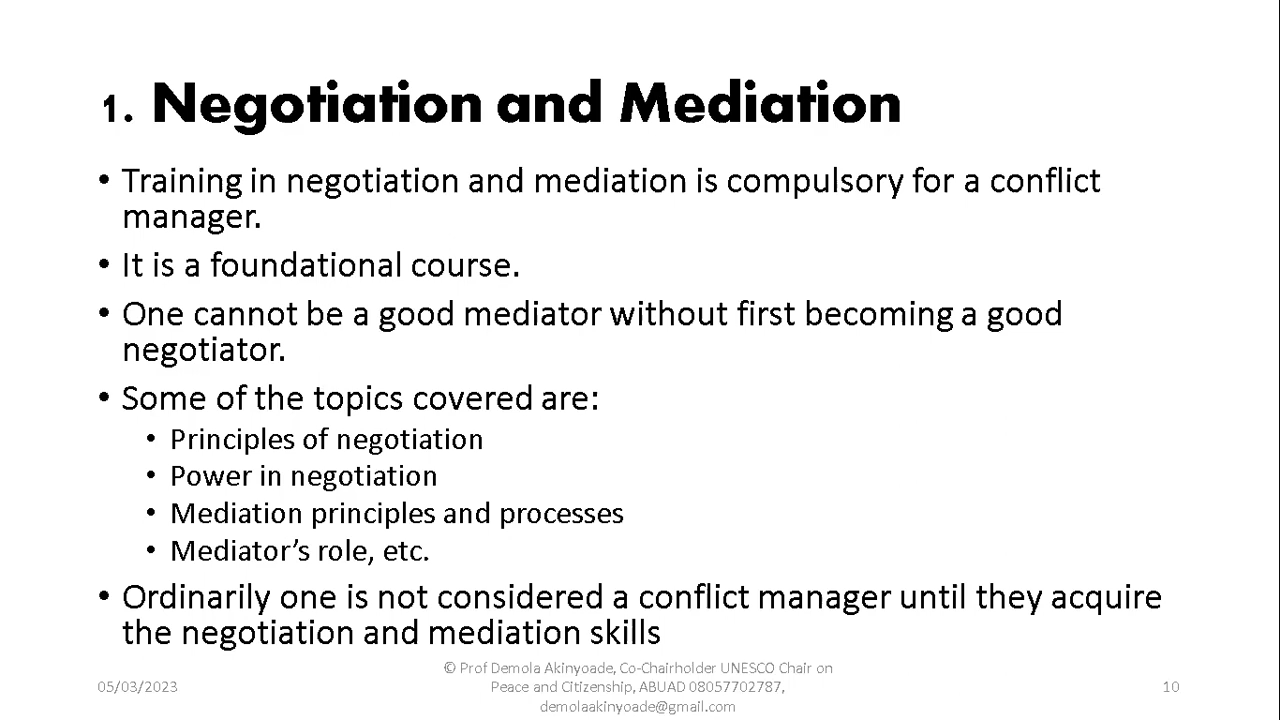 1. Negotiation and Mediation
• Training in negotiation and mediation is compulsory for a conflict
manager.
• It is a foundational course.
• One cannot be a good mediator without first becoming a good
negotiator.
• Some of the topics covered are:
• Principles of negotiation
• Power in negotiation
• Mediation principles and processes
• Mediator’s role, etc.
• Ordinarily one is not considered a conflict manager until they acquire
the negotiation and mediation skills
05/03/2023
© Prof Demola Akinyoade, Co-Chairholder UNESCO Chair on
Peace and Citizenship, ABUAD 08057702787,
demolaakinyoade@gmail.com
10